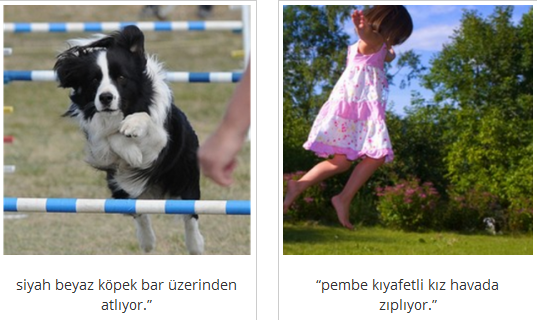 siyah beyaz köpek bar üzerinden
atlıyor.”
“pembe kıyafetli kız havada
zıplıyor.”